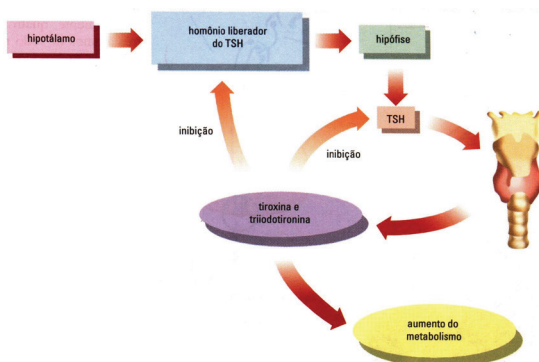 hipotálamo
homônio liberador
do TSH
hipófise
inibição
TSH
inibição
tiroxina e
triiodotironina
aumento do
metabolismo